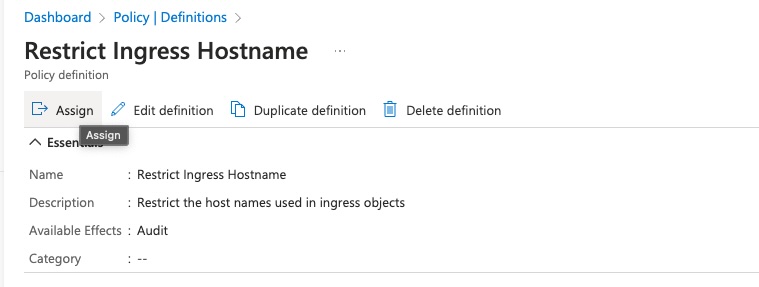 Dashboard > Policy | Definitions >
Restrict Ingress Hostname ...
Policy definition
Assign Edit definition Duplicate definition Delete definition
Assign
Essentials
Name : Restrict Ingress Hostname
Description : Restrict the host names used in ingress objects
Available Effects : Audit
Category : --